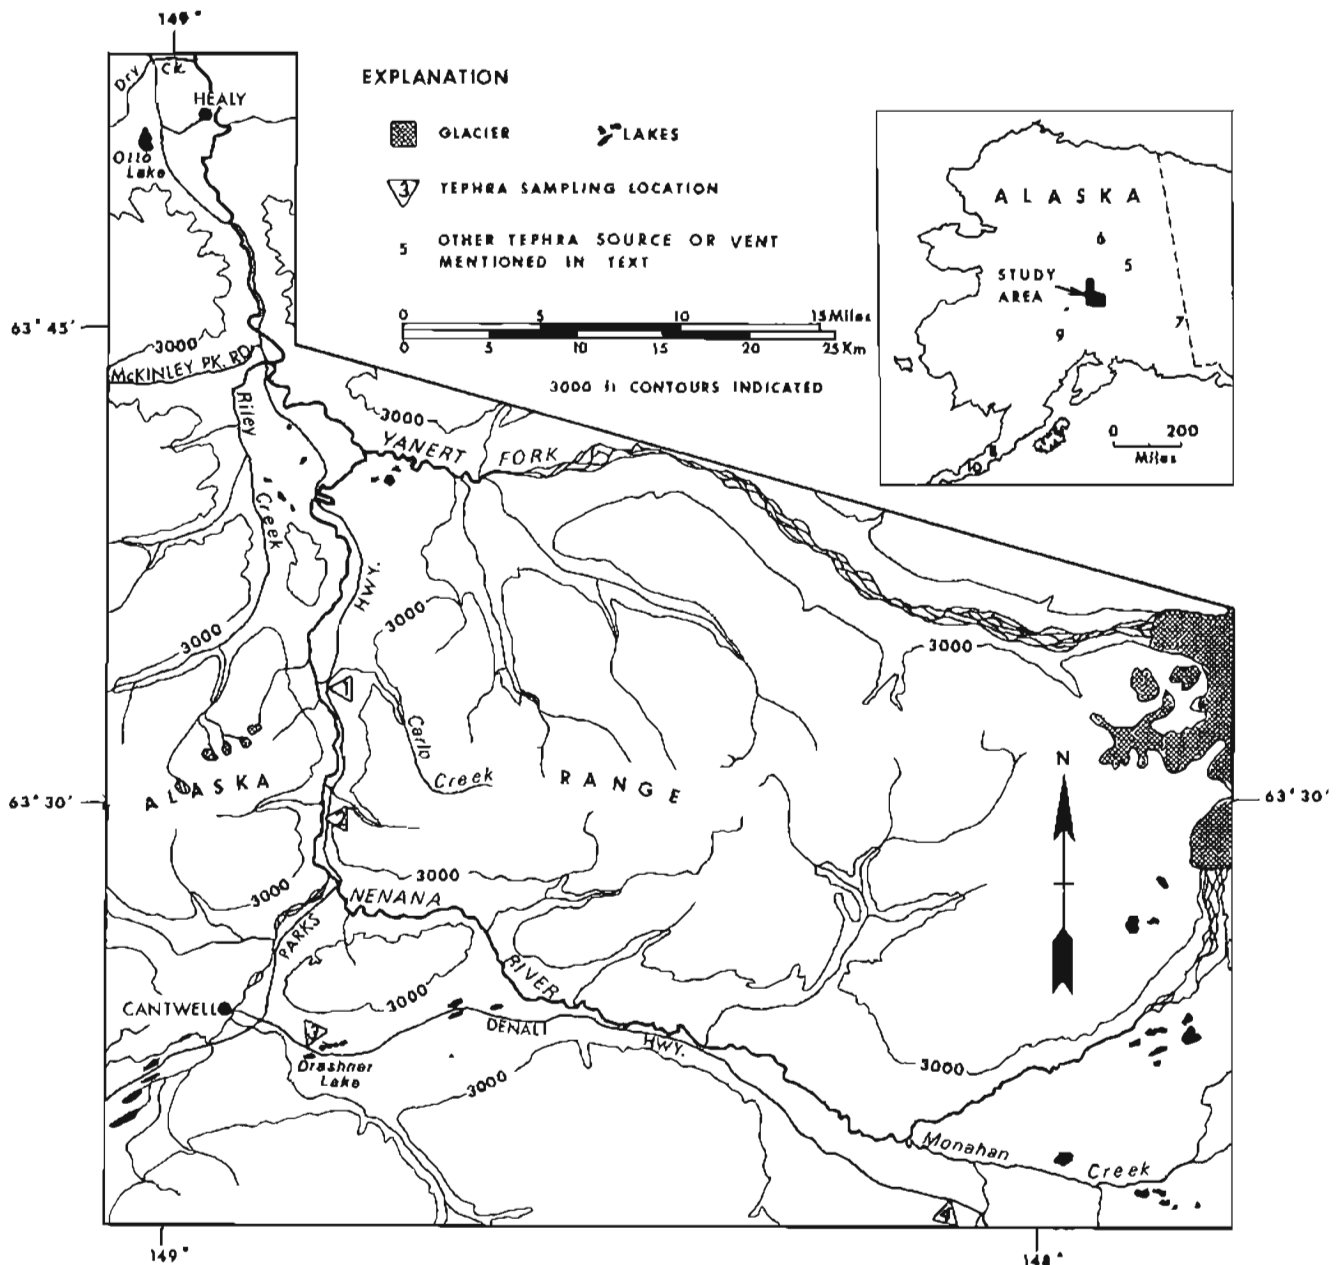 149°
Dry Ck
HEALY
Otto
Lake
EXPLANATION
GLACIER
LAKES
3 TEPHRA SAMPLING LOCATION
5 OTHER TEPHRA SOURCE OR VENT
MENTIONED IN TEXT
0 5 10 15 Miles
0 5 10 15 20 25 Km
3000 ft CONTOURS INDICATED
ALASKA
6
5
STUDY
AREA
7
9
8
10
0 200
Miles
63°45'
3000
McKINLEY PK. RD
Riley
Creek
3000
YANERT FORK
HWY.
3000
3000
3000
1
Carlo
Creek
ALASKA RANGE
N
63°30'
63°30'
2
3000
3000
NENANA
PARKS
RIVER
CANTWELL
3000
3
DENALI
HWY.
Drashner
Lake
3000
3000
Monahan
Creek
4
149°
148°